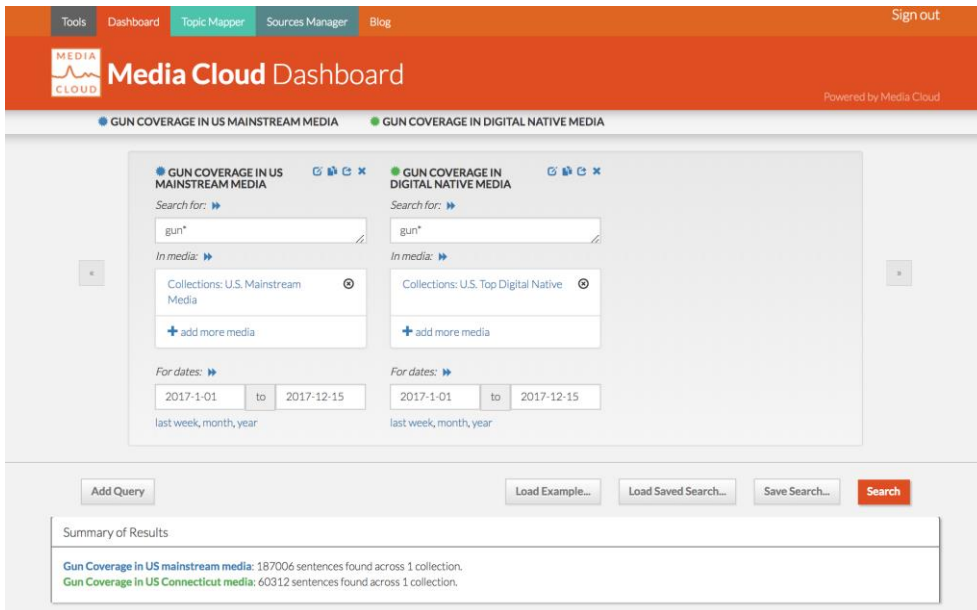 Tools Dashboard Topic Mapper Sources Manager Blog Sign out
MEDIA
CLOUD
Media Cloud Dashboard
Powered by Media Cloud
GUN COVERAGE IN US MAINSTREAM MEDIA GUN COVERAGE IN DIGITAL NATIVE MEDIA
GUN COVERAGE IN US
MAINSTREAM MEDIA
Search for:
gun*
In media:
Collections: U.S. Mainstream
Media
+ add more media
For dates:
2017-1-01 to 2017-12-15
last week, month, year
GUN COVERAGE IN
DIGITAL NATIVE MEDIA
Search for:
gun*
In media:
Collections: U.S. Top Digital Native
+ add more media
For dates:
2017-1-01 to 2017-12-15
last week, month, year
«
»
Add Query Load Example... Load Saved Search... Save Search... Search
Summary of Results
Gun Coverage in US mainstream media: 187006 sentences found across 1 collection.
Gun Coverage in US Connecticut media: 60312 sentences found across 1 collection.